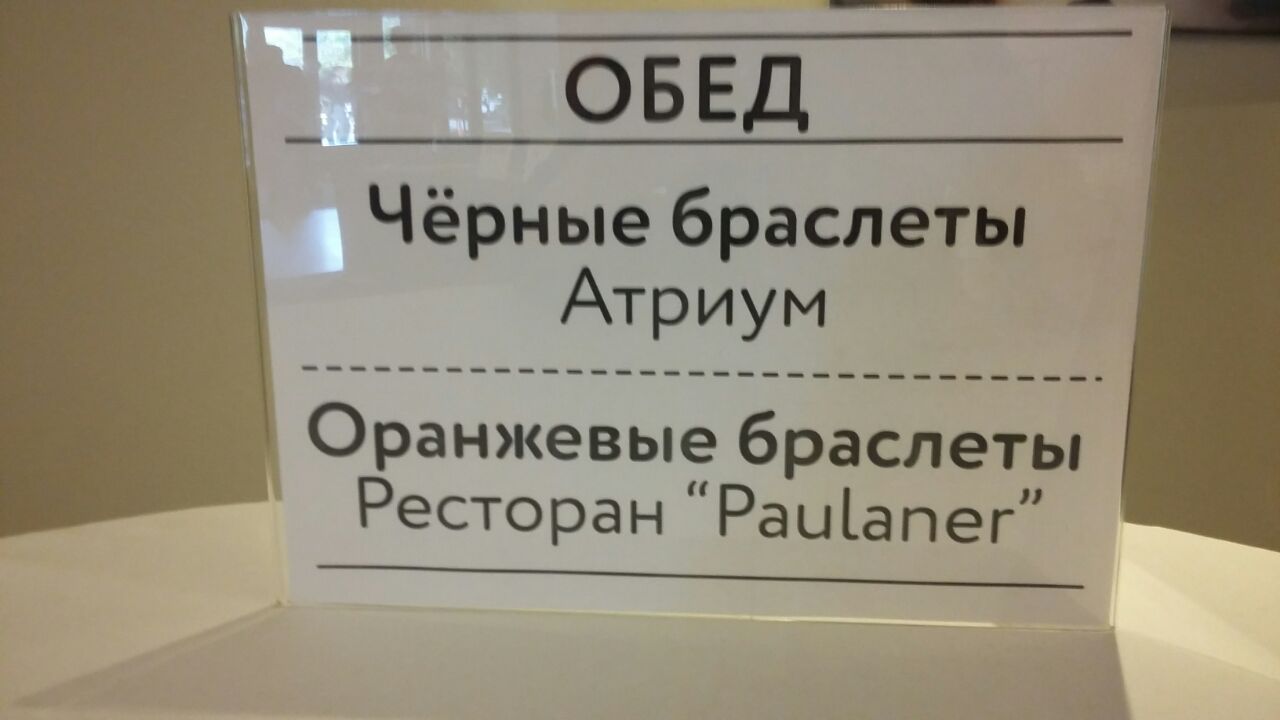 ОБЕД
Чёрные браслеты
Атриум
Оранжевые браслеты
Ресторан “Paulaner”